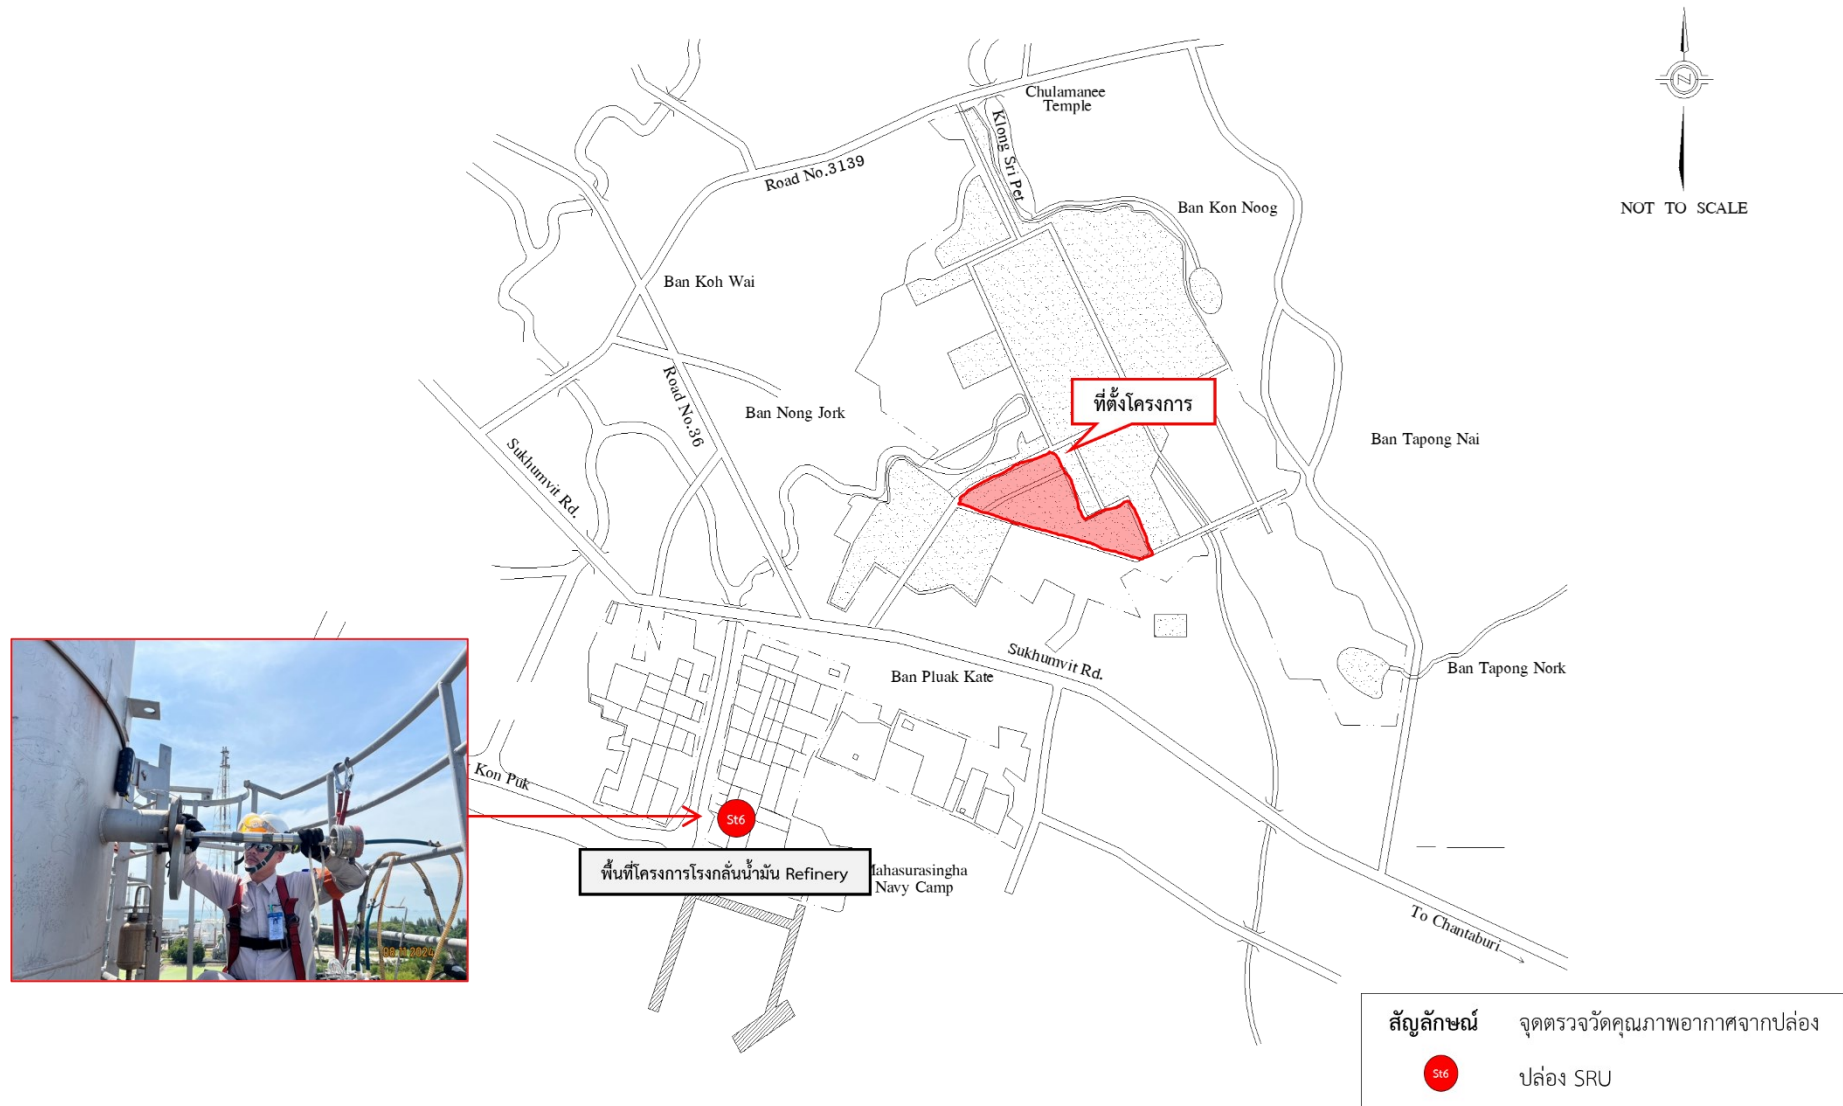 Chulamanee
Temple
Klong Sri Pet
Road No.3139
Ban Kon Noog
NOT TO SCALE
Ban Koh Wai
Road No.36
ที่ตั้งโครงการ
Ban Nong Jork
Ban Tapong Nai
Sukhumvit Rd.
Sukhumvit Rd.
Ban Pluak Kate
Ban Tapong Nork
Kon Puk
St6
พื้นที่โครงการโรงกลั่นน้ำมัน Refinery
Mahasurasingha
Navy Camp
To Chantaburi
สัญลักษณ์ จุดตรวจวัดคุณภาพอากาศจากปล่อง
St6 ปล่อง SRU